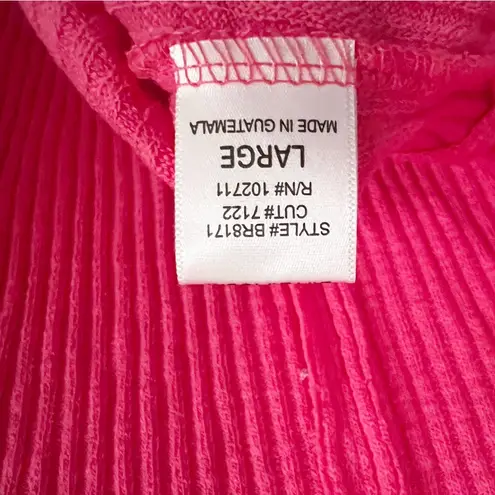 MADE IN GUATEMALA
LARGE
R/N# 102711
CUT# 7122
STYLE# BR8171